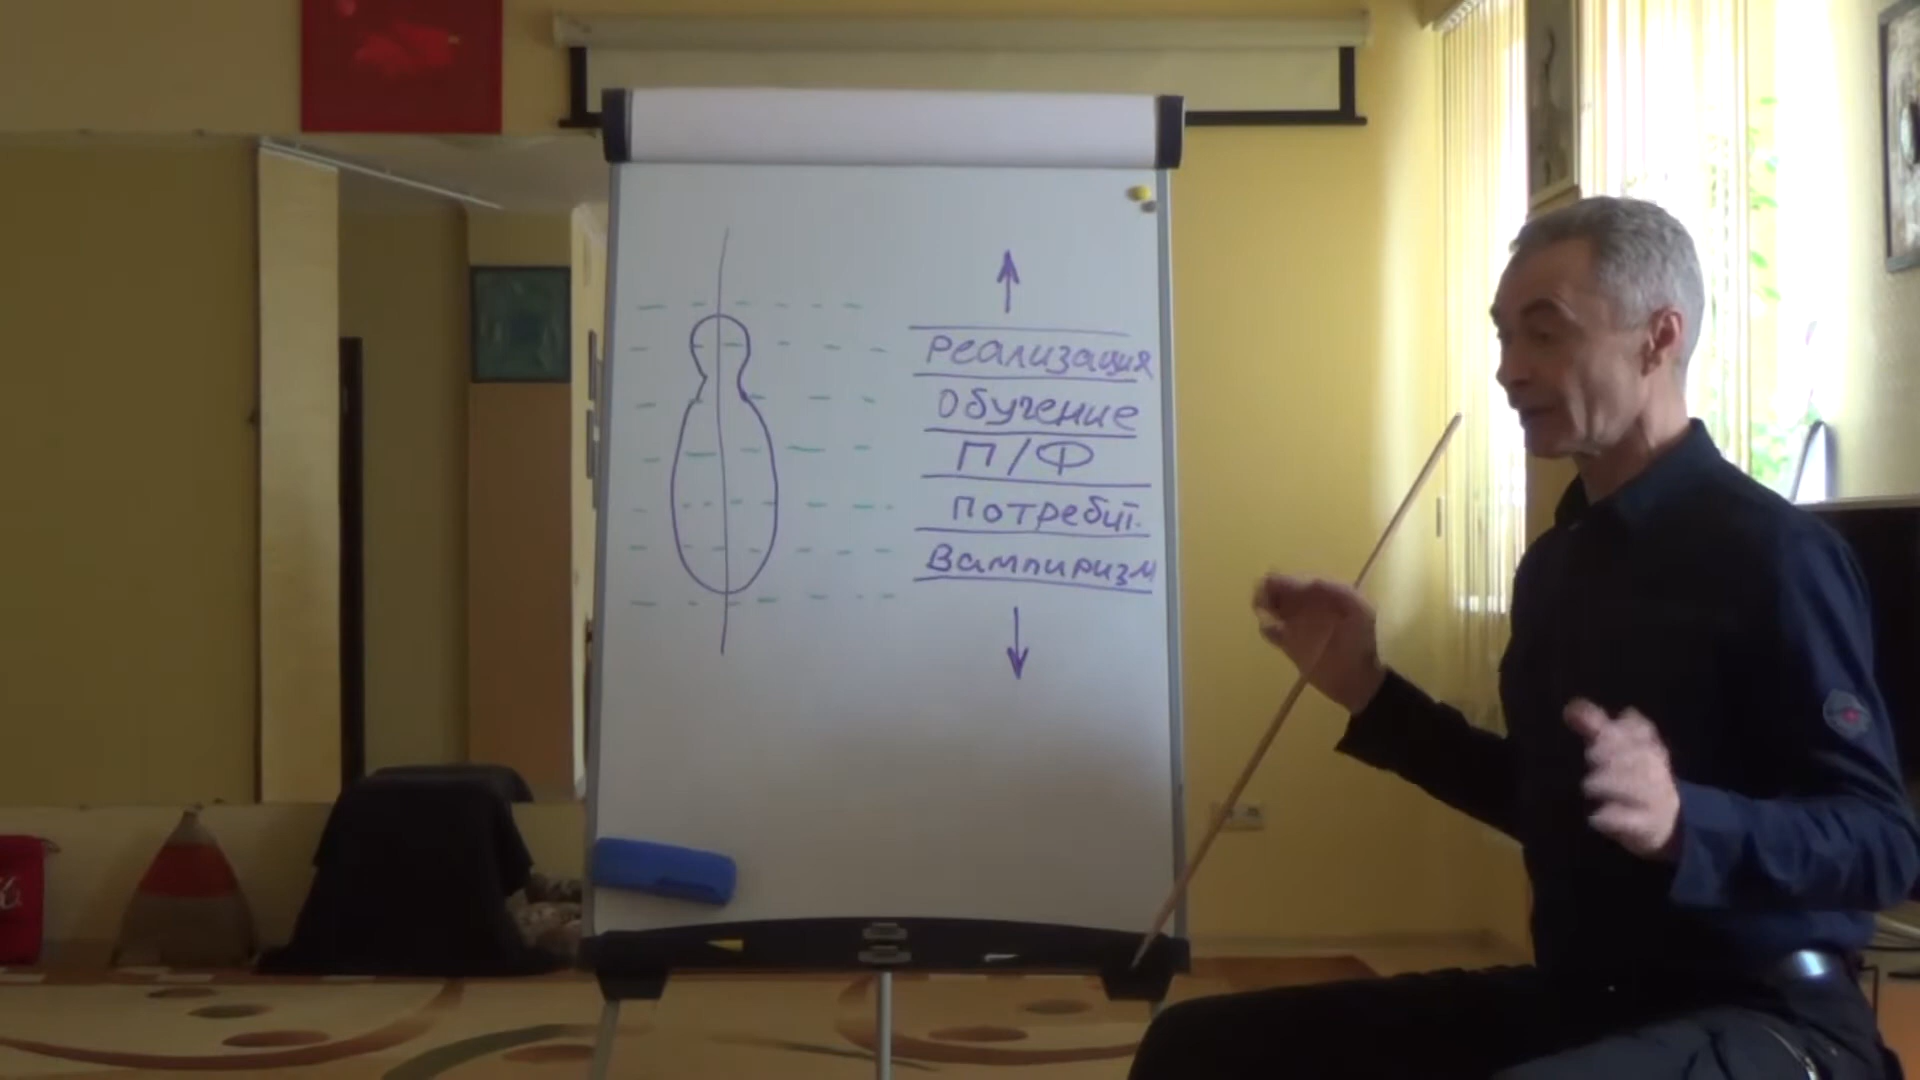 Реализация
Обучение
П/Ф
Потребит.
Вампиризм